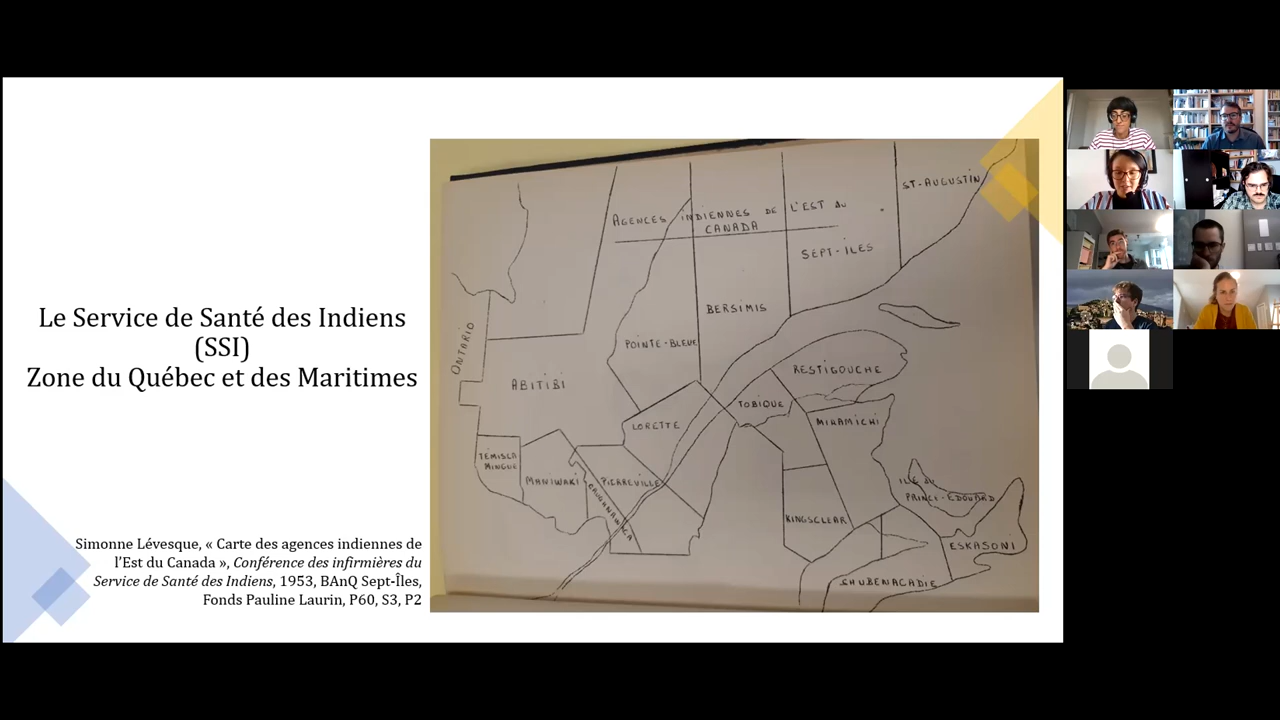 Le Service de Santé des Indiens
(SSI)
Zone du Québec et des Maritimes
Simonne Lévesque, « Carte des agences indiennes de
l'Est du Canada », Conférence des infirmières du
Service de Santé des Indiens, 1953, BAnQ Sept-Îles,
Fonds Pauline Laurin, P60, S3, P2
AGENCES INDIENNES DE L'EST DU
CANADA
ST-AUGUSTIN
SEPT-ILES
BERSIMIS
POINTE-BLEUE
ONTARIO
ABITIBI
RESTIGOUCHE
TOBIQUE
MIRAMICHI
LORETTE
TÉMISCA
MINGUE
MANIWAKI
PIERREVILLE
CAUGHNAWAGA
ILE DU
PRINCE-EDOUARD
KINGSCLEAR
ESKASONI
SHUBENACADIE